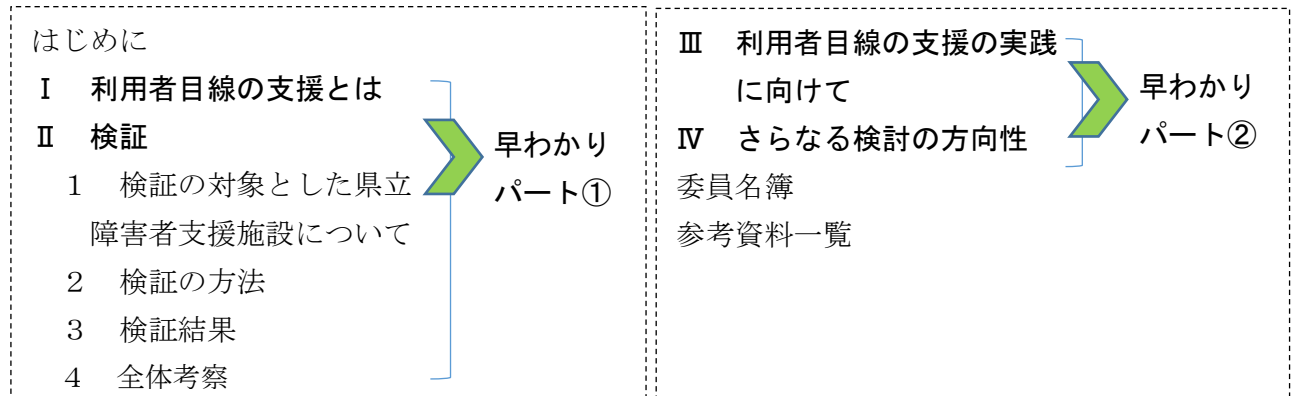 はじめに
Ⅰ 利用者目線の支援とは
Ⅱ 検証
1 検証の対象とした県立
障害者支援施設について
2 検証の方法
3 検証結果
4 全体考察
早わかり
パート①
Ⅲ 利用者目線の支援の実践
に向けて
Ⅳ さらなる検討の方向性
委員名簿
参考資料一覧
早わかり
パート②